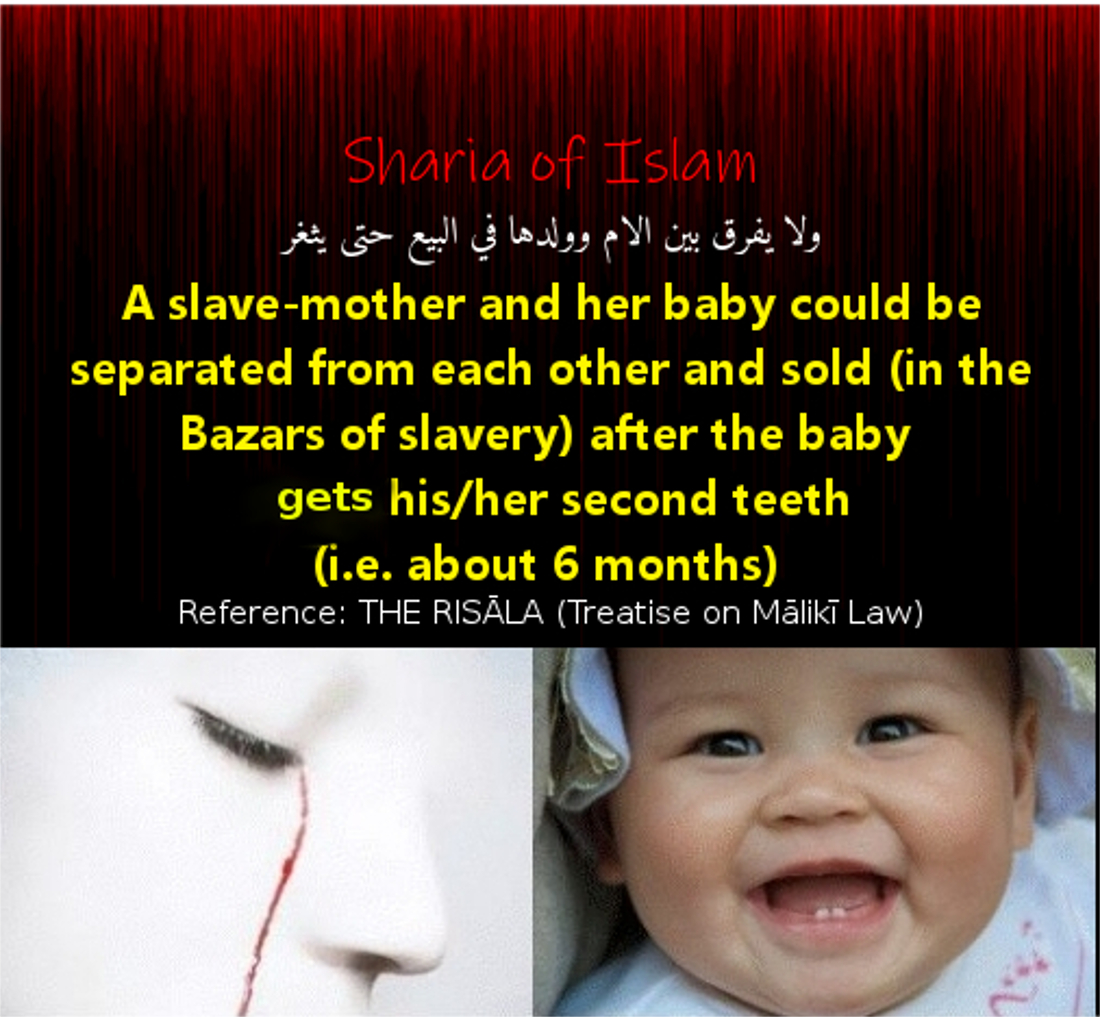 Sharia of Islam
ولا يفرق بين الام وولدها في البيع حتى يثغر
A slave-mother and her baby could be
separated from each other and sold (in the
Bazars of slavery) after the baby
gets his/her second teeth
(i.e. about 6 months)
Reference: THE RISĀLA (Treatise on Mālikī Law)